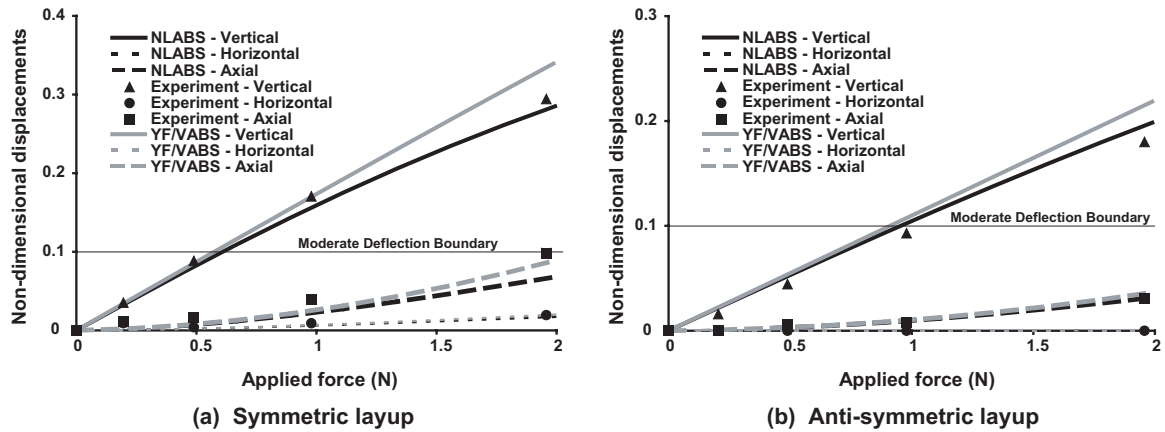 Non-dimensional displacements
0.4
0.3
0.2
0.1
0
NLABS - Vertical
NLABS - Horizontal
NLABS - Axial
Experiment - Vertical
Experiment - Horizontal
Experiment - Axial
YF/VABS - Vertical
YF/VABS - Horizontal
YF/VABS - Axial
Moderate Deflection Boundary
0 0.5 1 1.5 2
Applied force (N)
(a) Symmetric layup
Non-dimensional displacements
0.3
0.2
0.1
0
NLABS - Vertical
NLABS - Horizontal
NLABS - Axial
Experiment - Vertical
Experiment - Horizontal
Experiment - Axial
YF/VABS - Vertical
YF/VABS - Horizontal
YF/VABS - Axial
Moderate Deflection Boundary
0 0.5 1 1.5 2
Applied force (N)
(b) Anti-symmetric layup